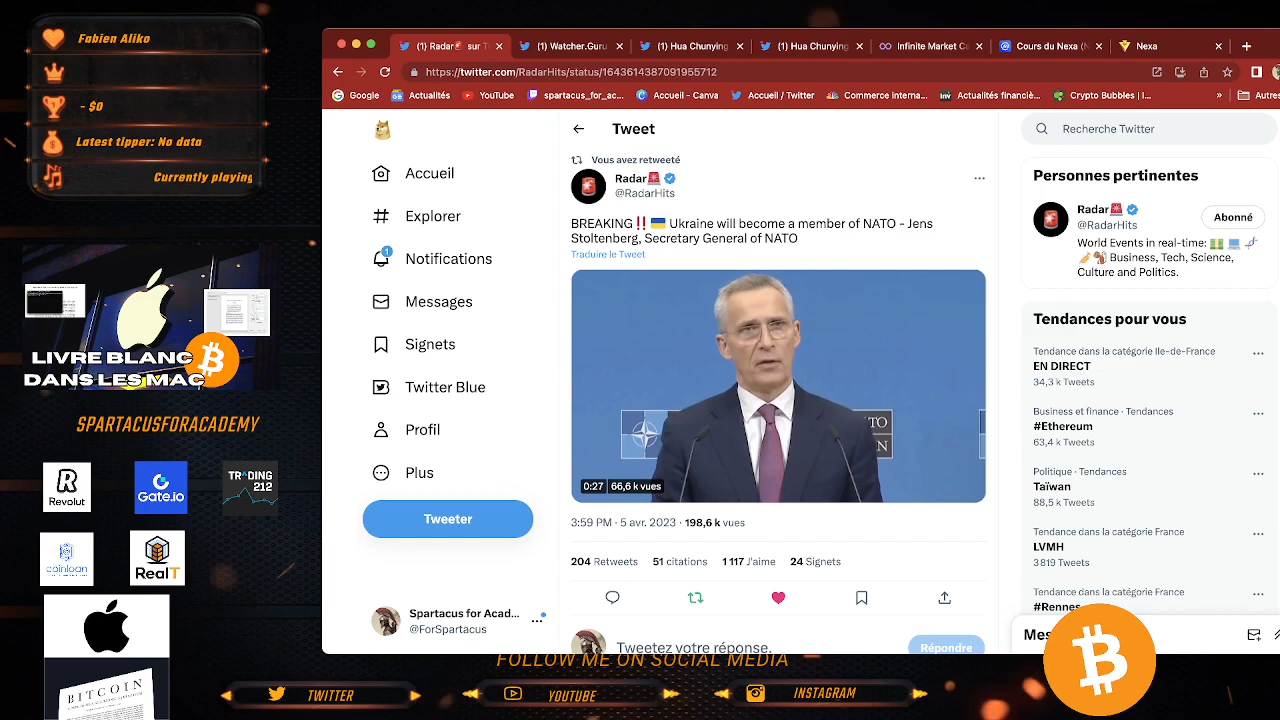 Fabien Aliko
- $0
Latest tipper: No data
Currently playing
LIVRE BLANC
DANS LES MAC
SPARTACUSFORACADEMY
Revolut
Gate.io
TRADING
212
coinloan
RealT
BITCOIN
(1) Radar sur T
(1) Watcher.Guru
(1) Hua Chunying
(1) Hua Chunying
Infinite Market Ca
Cours du Nexa (N
Nexa
https://twitter.com/RadarHits/status/1643614387091955712
Google
Actualités
YouTube
spartacus_for_ac...
Accueil - Canva
Accueil / Twitter
Commerce interna...
Actualités financiè...
Crypto Bubbles | I...
»
Autres
Accueil
Explorer
1
Notifications
Messages
Signets
Twitter Blue
Profil
Plus
Tweeter
Spartacus for Acad...
@ForSpartacus
Tweet
Vous avez retweeté
Radar🚨
@RadarHits
BREAKING‼️🇺🇦 Ukraine will become a member of NATO - Jens
Stoltenberg, Secretary General of NATO
Traduire le Tweet
0:27 | 66,6 k vues
3:59 PM · 5 avr. 2023 · 198,6 k vues
204 Retweets 51 citations 1 117 J'aime 24 Signets
Tweetez votre réponse.
Répondre
Recherche Twitter
Personnes pertinentes
Radar🚨
@RadarHits
Abonné
World Events in real-time: 💵 💻 🧬
Business, Tech, Science,
Culture and Politics.
Tendances pour vous
Tendance dans la catégorie Ile-de-France
EN DIRECT
34,3 k Tweets
Business et finance · Tendances
#Ethereum
63,4 k Tweets
Politique · Tendances
Taïwan
88,5 k Tweets
Tendance dans la catégorie France
LVMH
3 819 Tweets
Tendance dans la catégorie France
#Rennes
Mes
FOLLOW ME ON SOCIAL MEDIA
TWITTER
YOUTUBE
INSTAGRAM